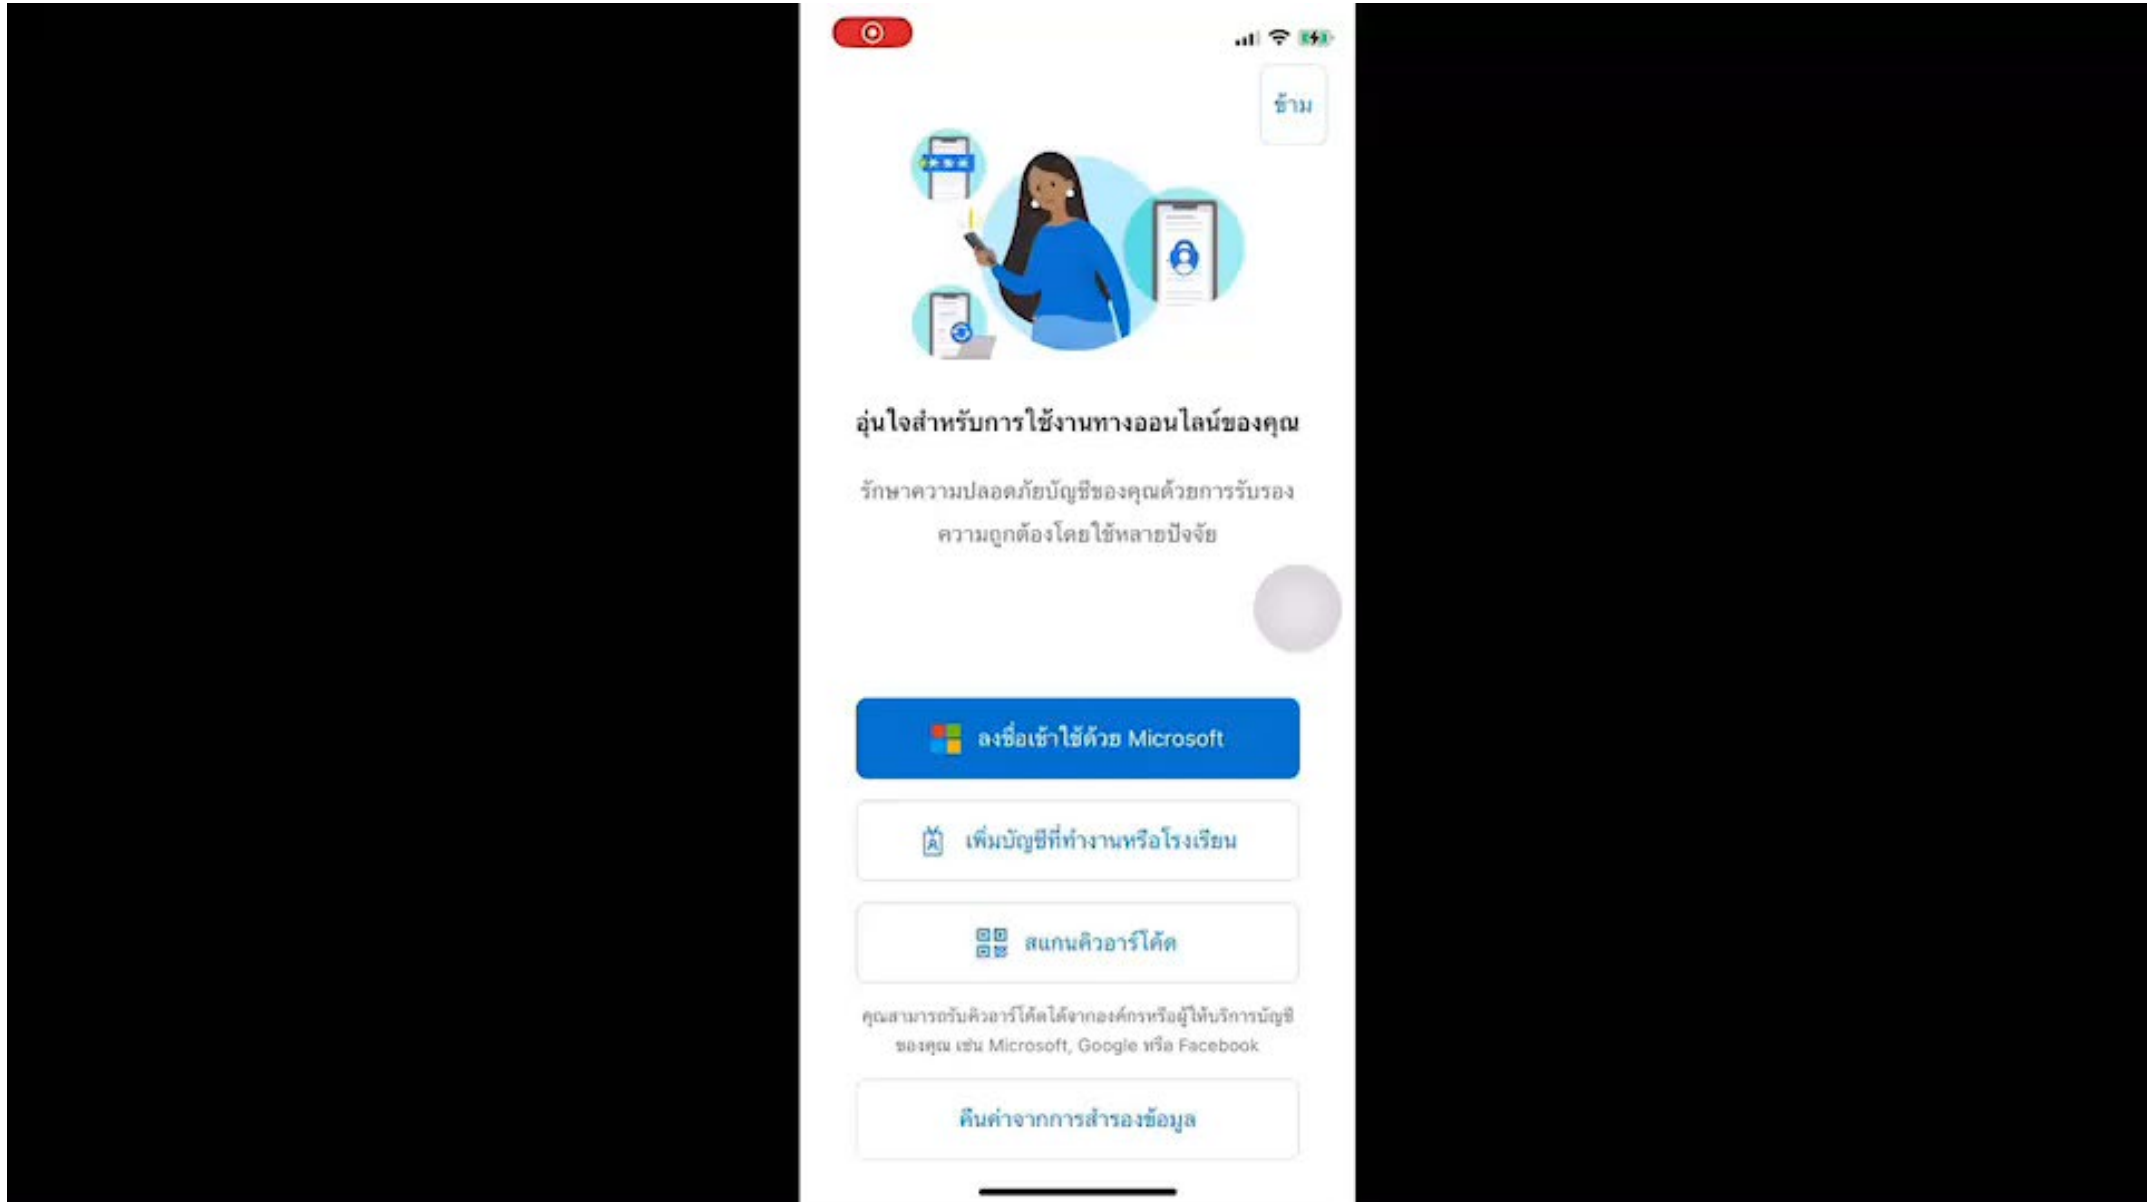 ข้าม
อุ่นใจสำหรับการใช้งานทางออนไลน์ของคุณ
รักษาความปลอดภัยบัญชีของคุณด้วยการรับรอง
ความถูกต้องโดยใช้หลายปัจจัย
ลงชื่อเข้าใช้ด้วย Microsoft
เพิ่มบัญชีที่ทำงานหรือโรงเรียน
สแกนคิวอาร์โค้ด
คุณสามารถรับคิวอาร์โค้ดได้จากองค์กรหรือผู้ให้บริการบัญชี
ของคุณ เช่น Microsoft, Google หรือ Facebook
คืนค่าจากการสำรองข้อมูล